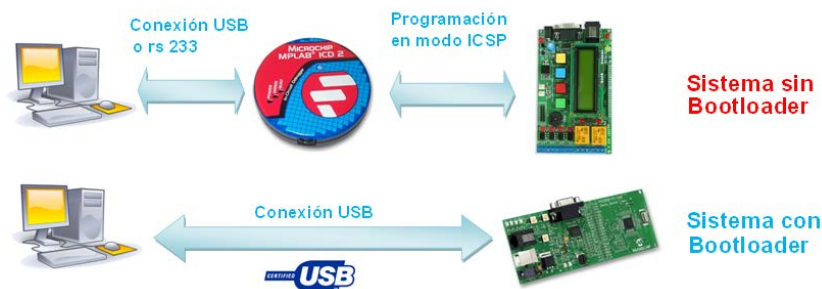 Conexión USB
o rs 233
Programación
en modo ICSP
MICROCHIP
MPLAB® ICD 2
Sistema sin
Bootloader
Conexión USB
CERTIFIED USB
Sistema con
Bootloader